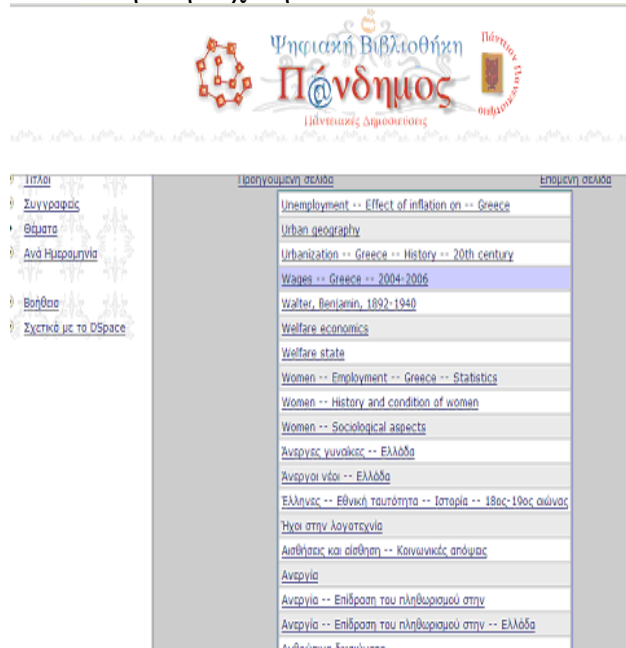 Ψηφιακή Βιβλιοθήκη
Π@νδημος
Παντειακές Δημοσιεύσεις
Πάντειον Πανεπιστήμιο
Τίτλοι
Συγγραφείς
Θέματα
Ανά Ημερομηνία
Βοήθεια
Σχετικά με το DSpace
Προηγούμενη σελίδα
Επόμενη σελίδα
Unemployment -- Effect of inflation on -- Greece
Urban geography
Urbanization -- Greece -- History -- 20th century
Wages -- Greece -- 2004-2006
Walter, Benjamin, 1892-1940
Welfare economics
Welfare state
Women -- Employment -- Greece -- Statistics
Women -- History and condition of women
Women -- Sociological aspects
Άνεργες γυναίκες -- Ελλάδα
Άνεργοι νέοι -- Ελλάδα
Έλληνες -- Εθνική ταυτότητα -- Ιστορία -- 18ος-19ος αιώνας
Ήχοι στην λογοτεχνία
Αισθήσεις και αίσθηση -- Κοινωνικές απόψεις
Ανεργία
Ανεργία -- Επίδραση του πληθωρισμού στην
Ανεργία -- Επίδραση του πληθωρισμού στην -- Ελλάδα